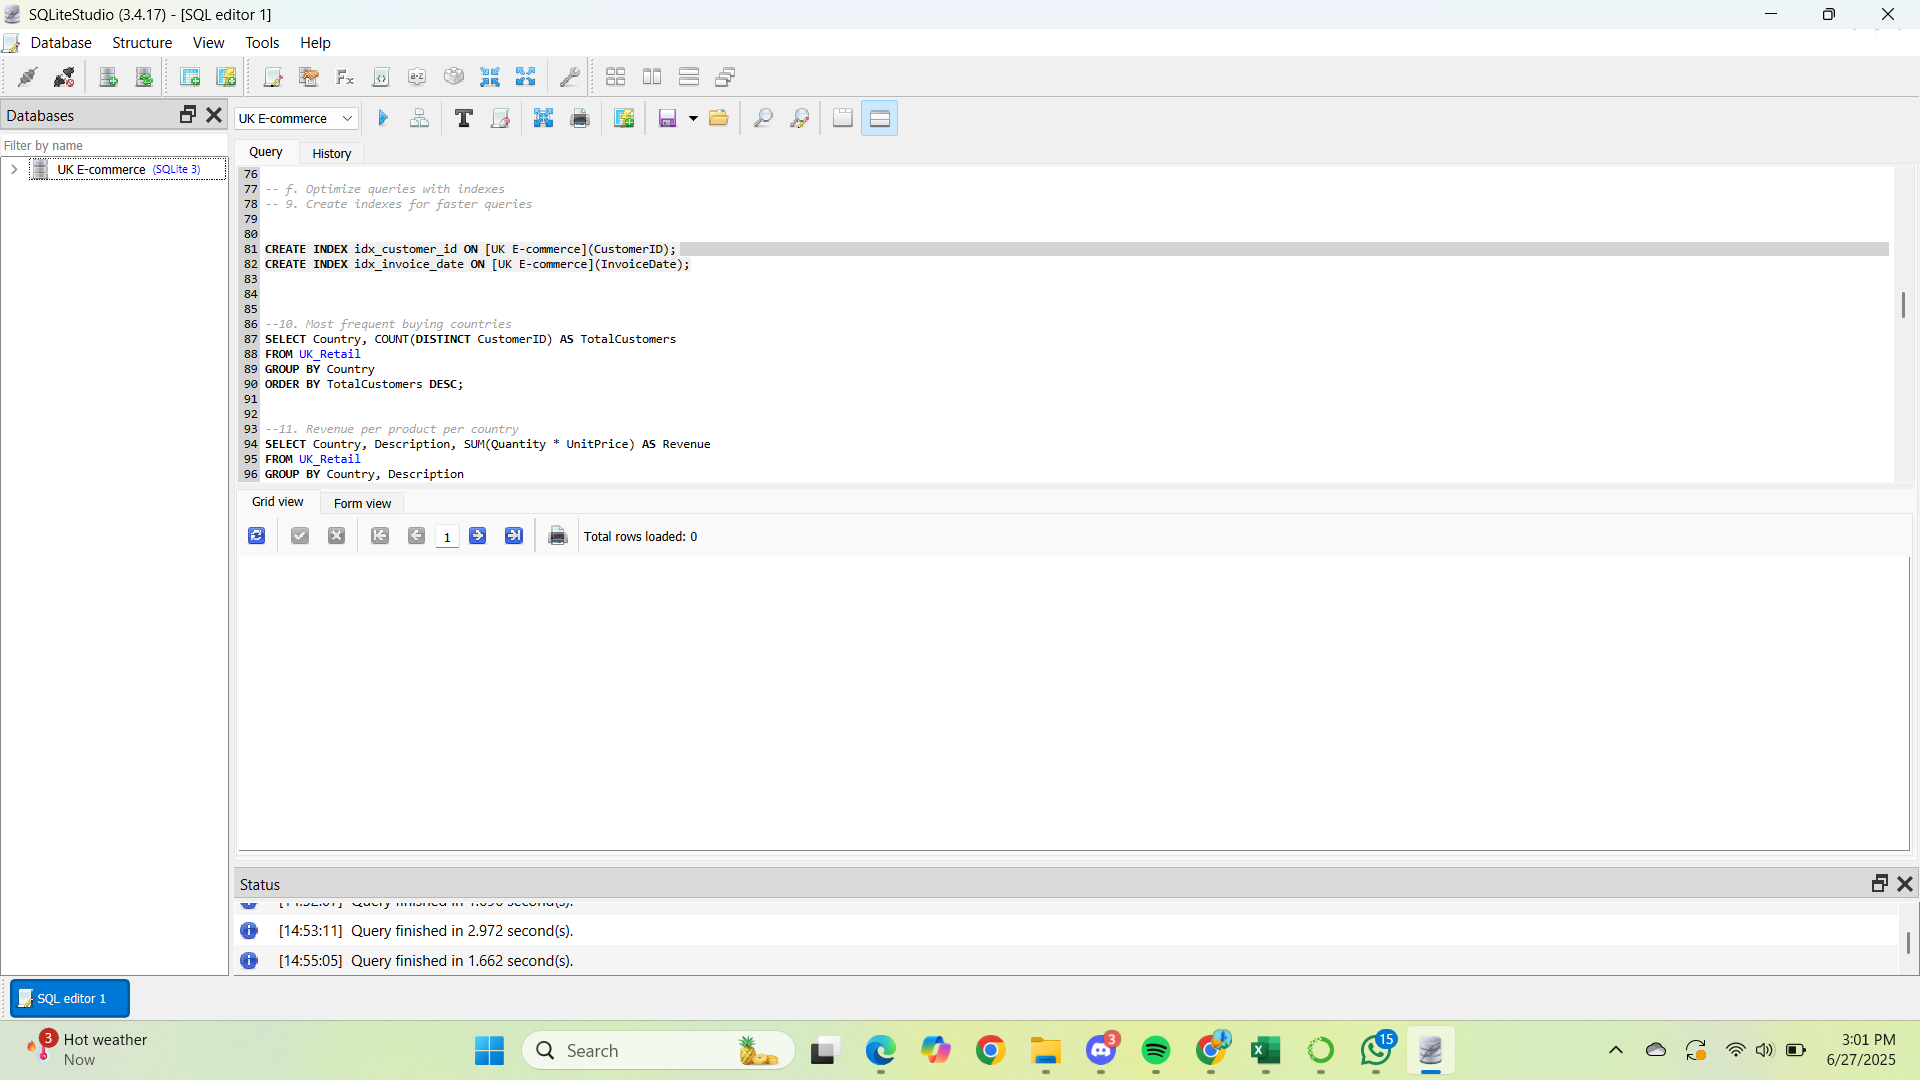 SQLiteStudio (3.4.17) - [SQL editor 1]
Database Structure View Tools Help
Databases
UK E-commerce
Filter by name
UK E-commerce (SQLite 3)
Query History
76
77 -- f. Optimize queries with indexes
78 -- 9. Create indexes for faster queries
79
80
81 CREATE INDEX idx_customer_id ON [UK E-commerce](CustomerID);
82 CREATE INDEX idx_invoice_date ON [UK E-commerce](InvoiceDate);
83
84
85
86 --10. Most frequent buying countries
87 SELECT Country, COUNT(DISTINCT CustomerID) AS TotalCustomers
88 FROM UK_Retail
89 GROUP BY Country
90 ORDER BY TotalCustomers DESC;
91
92
93 --11. Revenue per product per country
94 SELECT Country, Description, SUM(Quantity * UnitPrice) AS Revenue
95 FROM UK_Retail
96 GROUP BY Country, Description
Grid view Form view
1 Total rows loaded: 0
Status
Query finished in
[14:53:11] Query finished in 2.972 second(s).
[14:55:05] Query finished in 1.662 second(s).
SQL editor 1
3 Hot weather
Now
Search
3
15
3:01 PM
6/27/2025